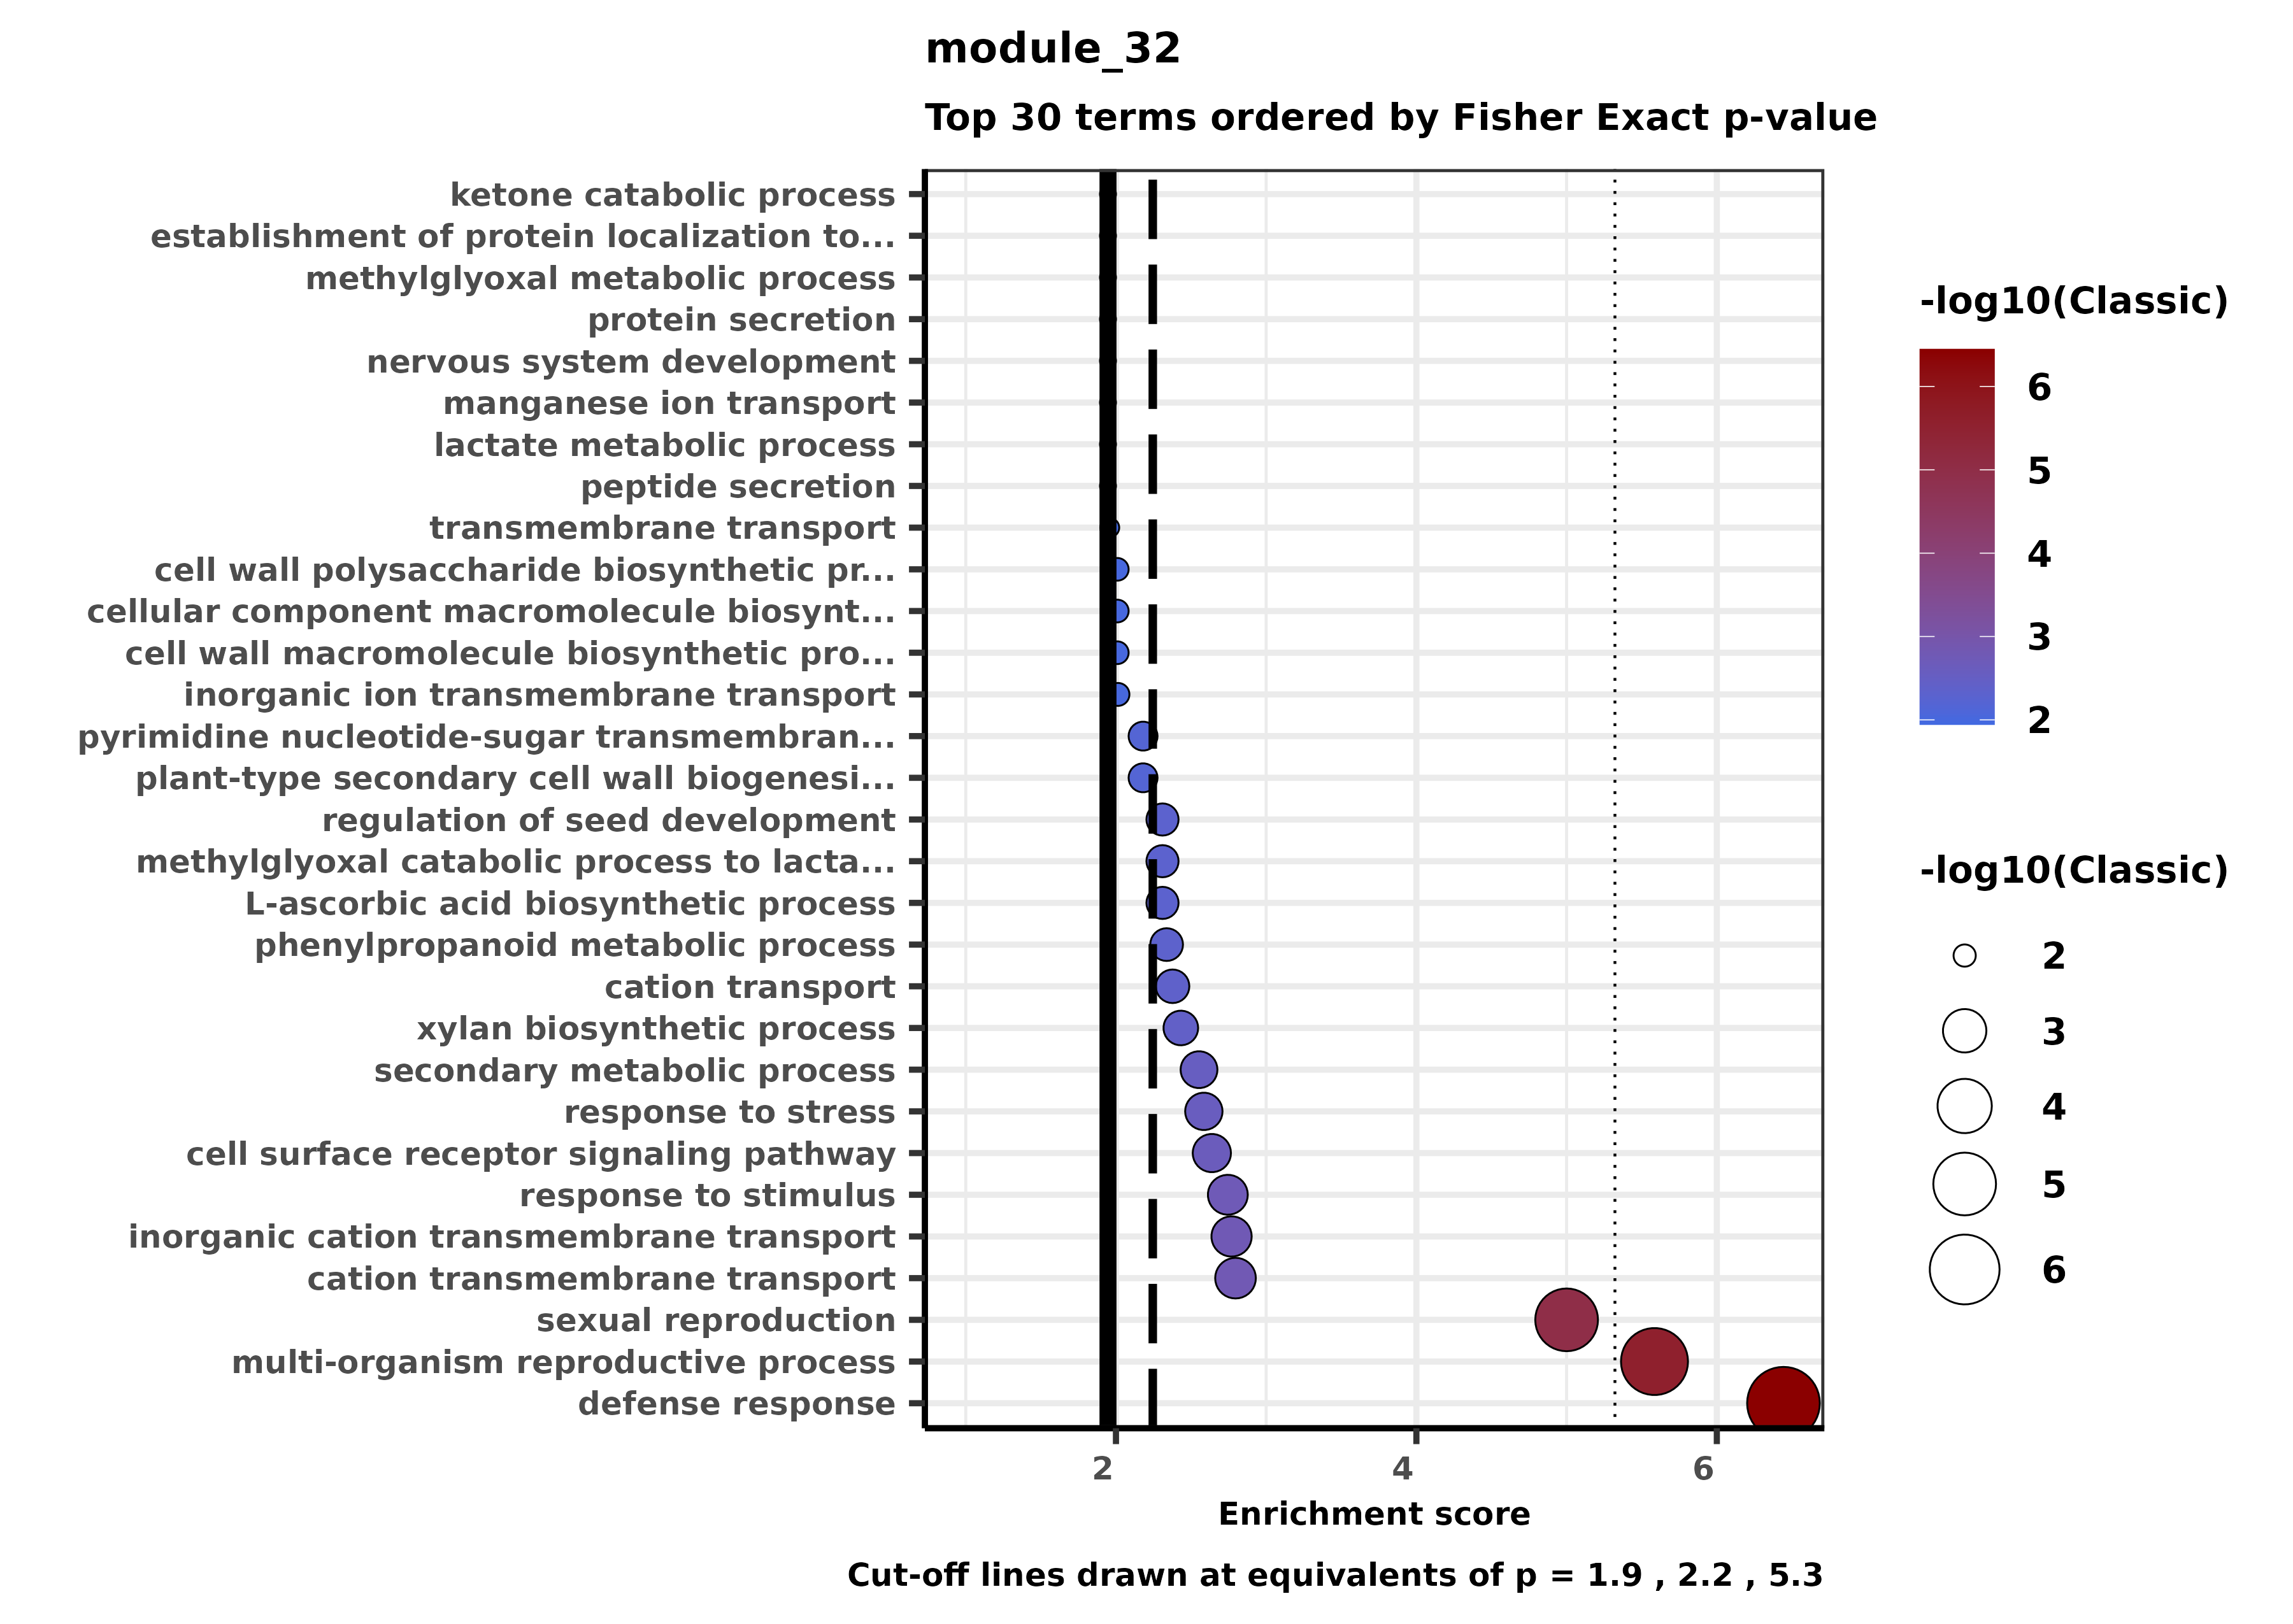 module_32
Top 30 terms ordered by Fisher Exact p-value
ketone catabolic process
establishment of protein localization to...
methylglyoxal metabolic process
protein secretion
nervous system development
manganese ion transport
lactate metabolic process
peptide secretion
transmembrane transport
cell wall polysaccharide biosynthetic pr...
cellular component macromolecule biosynt...
cell wall macromolecule biosynthetic pro...
inorganic ion transmembrane transport
pyrimidine nucleotide-sugar transmembran...
plant-type secondary cell wall biogenesi...
regulation of seed development
methylglyoxal catabolic process to lacta...
L-ascorbic acid biosynthetic process
phenylpropanoid metabolic process
cation transport
xylan biosynthetic process
secondary metabolic process
response to stress
cell surface receptor signaling pathway
response to stimulus
inorganic cation transmembrane transport
cation transmembrane transport
sexual reproduction
multi-organism reproductive process
defense response
2 4 6
Enrichment score
Cut-off lines drawn at equivalents of p = 1.9 , 2.2 , 5.3
-log10(Classic)
6
5
4
3
2
-log10(Classic)
2
3
4
5
6